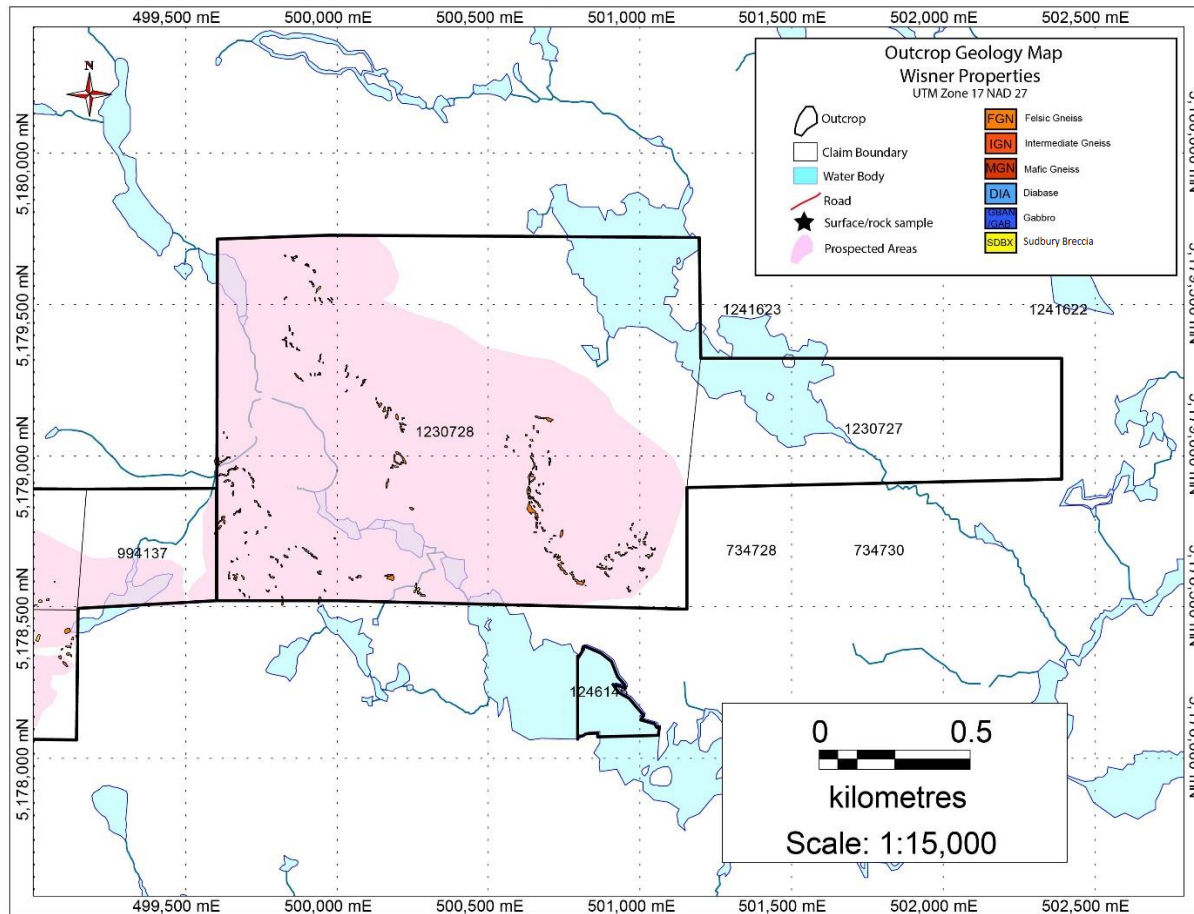 499,500 mE 500,000 mE 500,500 mE 501,000 mE 501,500 mE 502,000 mE 502,500 mE
N
Outcrop Geology Map
Wisner Properties
UTM Zone 17 NAD 27
Outcrop
Claim Boundary
Water Body
Road
Surface/rock sample
Prospected Areas
FGN Felsic Gneiss
IGN Intermediate Gneiss
MGN Mafic Gneiss
DIA Diabase
GBAN/GAB Gabbro
SDBX Sudbury Breccia
5,180,000 mN
5,179,500 mN
1241623 1241622
1230728 1230727
5,179,000 mN
994137 734728 734730
5,178,500 mN
124614
5,178,000 mN
0 0.5
kilometres
Scale: 1:15,000
499,500 mE 500,000 mE 500,500 mE 501,000 mE 501,500 mE 502,000 mE 502,500 mE